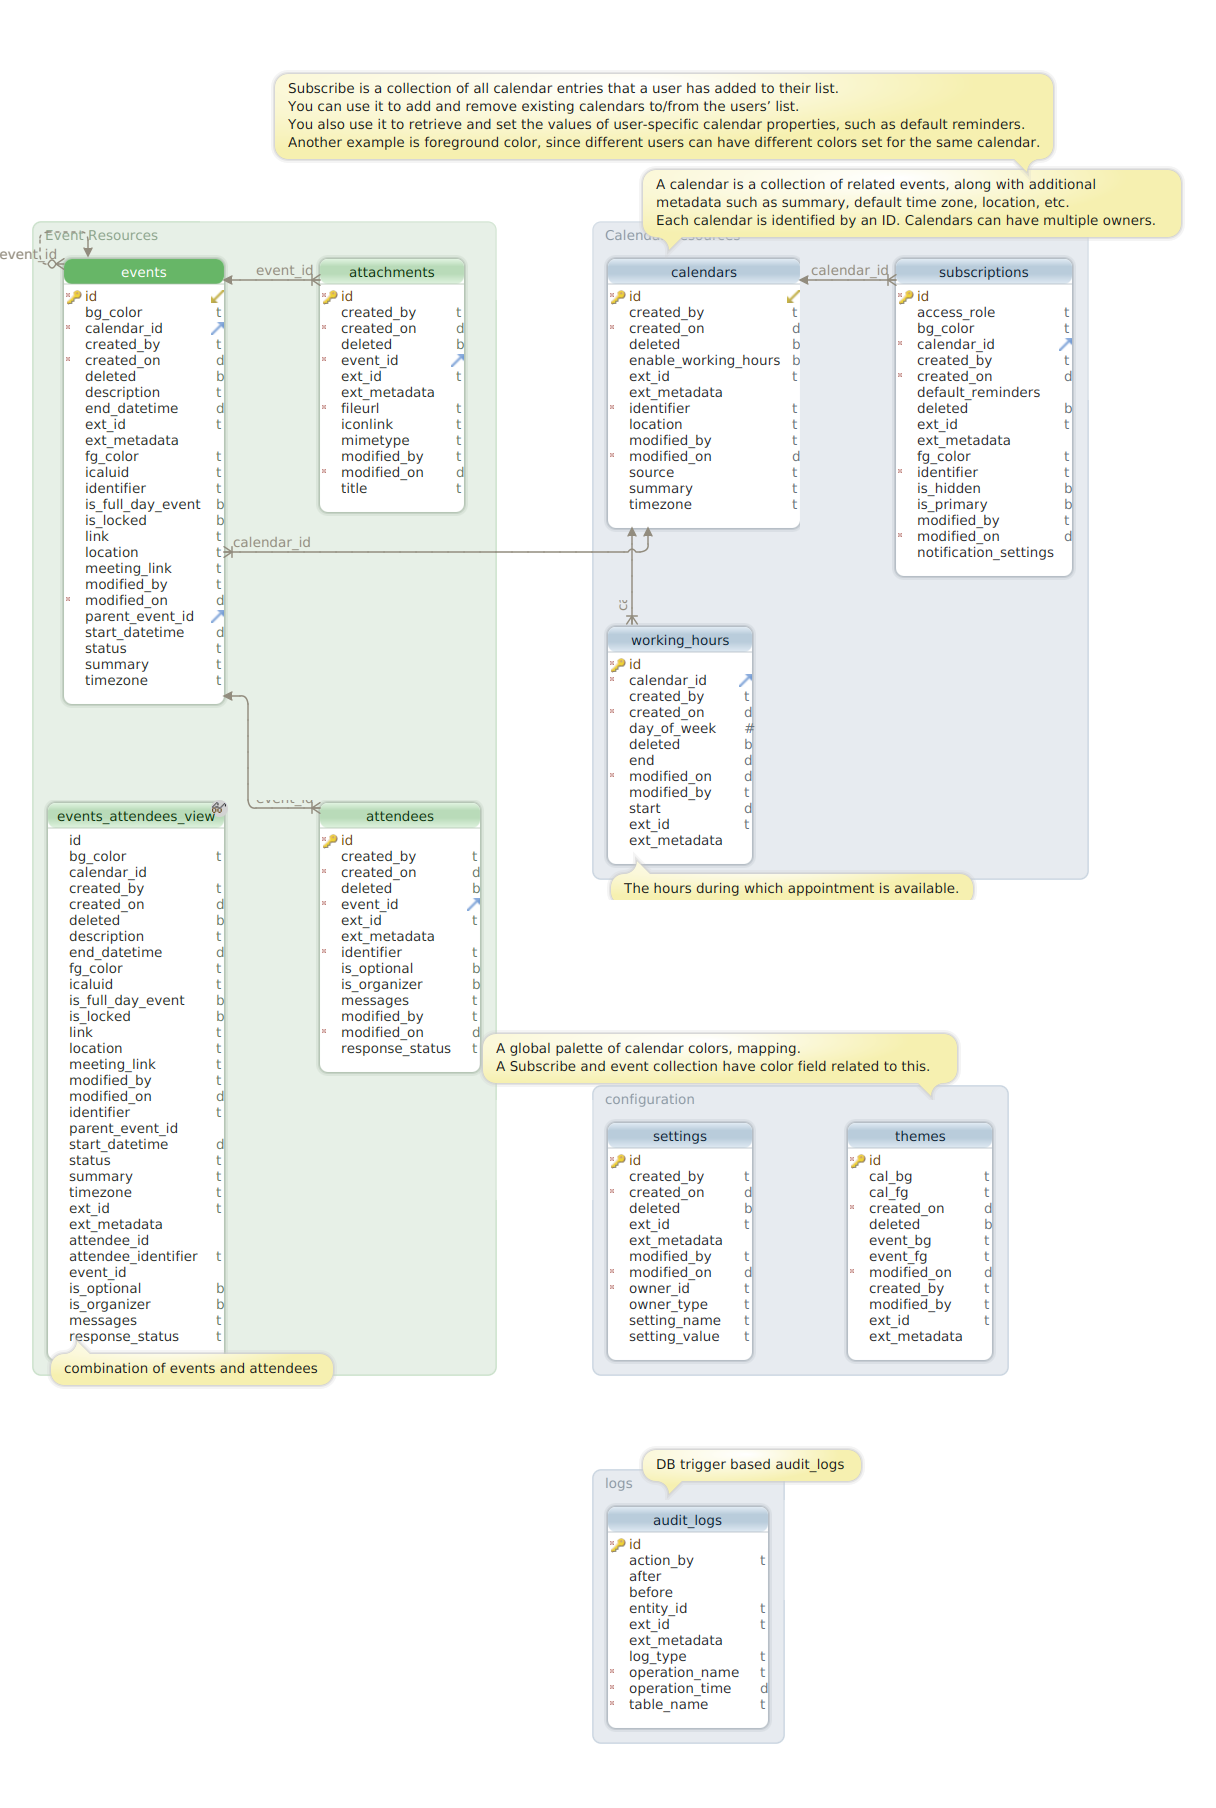 Subscribe is a collection of all calendar entries that a user has added to their list.
You can use it to add and remove existing calendars to/from the users’ list.
You also use it to retrieve and set the values of user-specific calendar properties, such as default reminders.
Another example is foreground color, since different users can have different colors set for the same calendar.
A calendar is a collection of related events, along with additional
metadata such as summary, default time zone, location, etc.
Each calendar is identified by an ID. Calendars can have multiple owners.
Event Resources
event_id
events
id
bg_color t
calendar_id
created_by t
created_on d
deleted b
description t
end_datetime d
ext_id t
ext_metadata
fg_color t
icaluid t
identifier t
is_full_day_event b
is_locked b
link t
location t
meeting_link t
modified_by t
modified_on d
parent_event_id
start_datetime d
status t
summary t
timezone t
event_id
attachments
id
created_by t
created_on d
deleted b
event_id
ext_id t
ext_metadata
fileurl t
iconlink t
mimetype t
modified_by t
modified_on d
title t
calendar_id
calendars
id
created_by t
created_on d
deleted b
enable_working_hours b
ext_id t
ext_metadata
identifier t
location t
modified_by t
modified_on d
source t
summary t
timezone t
calendar_id
subscriptions
id
access_role t
bg_color t
calendar_id
created_by t
created_on d
default_reminders
deleted b
ext_id t
ext_metadata
fg_color t
identifier t
is_hidden b
is_primary b
modified_by t
modified_on d
notification_settings
working_hours
id
calendar_id
created_by t
created_on d
day_of_week #
deleted b
end d
modified_on d
modified_by t
start d
ext_id t
ext_metadata
The hours during which appointment is available.
events_attendees_view
id
bg_color t
calendar_id
created_by t
created_on d
deleted b
description t
end_datetime d
fg_color t
icaluid t
is_full_day_event b
is_locked b
link t
location t
meeting_link t
modified_by t
modified_on d
identifier t
parent_event_id
start_datetime d
status t
summary t
timezone t
ext_id t
ext_metadata
attendee_id
attendee_identifier t
event_id
is_optional b
is_organizer b
messages t
response_status t
combination of events and attendees
attendees
id
created_by t
created_on d
deleted b
event_id
ext_id t
ext_metadata
identifier t
is_optional b
is_organizer b
messages t
modified_by t
modified_on d
response_status t
A global palette of calendar colors, mapping.
A Subscribe and event collection have color field related to this.
configuration
settings
id
created_by t
created_on d
deleted b
ext_id t
ext_metadata
modified_by t
modified_on d
owner_id t
owner_type t
setting_name t
setting_value t
themes
id
cal_bg t
cal_fg t
created_on d
deleted b
event_bg t
event_fg t
modified_on d
created_by t
modified_by t
ext_id t
ext_metadata
DB trigger based audit_logs
logs
audit_logs
id
action_by t
after
before
entity_id t
ext_id t
ext_metadata
log_type t
operation_name t
operation_time d
table_name t